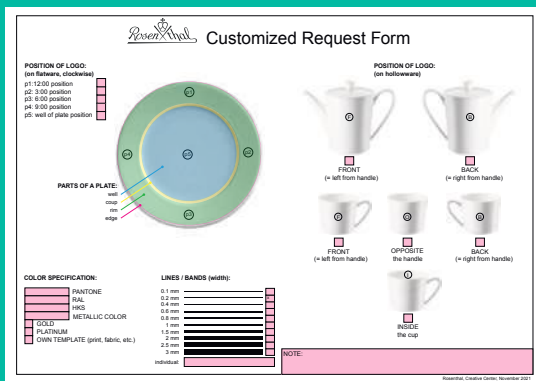 Rosenthal Customized Request Form
POSITION OF LOGO:
(on flatware, clockwise)
p1:12:00 position
p2: 3:00 position
p3: 6:00 position
p4: 9:00 position
p5: well of plate position
p1
p4
p5
p2
p3
PARTS OF A PLATE:
well
coup
rim
edge
POSITION OF LOGO:
(on hollowware)
F
B
FRONT
(= left from handle)
BACK
(= right from handle)
F
O
B
FRONT
(= left from handle)
OPPOSITE
the handle
BACK
(= right from handle)
I
INSIDE
the cup
COLOR SPECIFICATION:
PANTONE
RAL
HKS
METALLIC COLOR
GOLD
PLATINUM
OWN TEMPLATE (print, fabric, etc.)
LINES / BANDS (width):
0.1 mm
0.2 mm
0.4 mm
0.6 mm
0.8 mm
1 mm
1.5 mm
2 mm
2.5 mm
3 mm
individual:
NOTE:
Rosenthal, Creative Center, November 2021